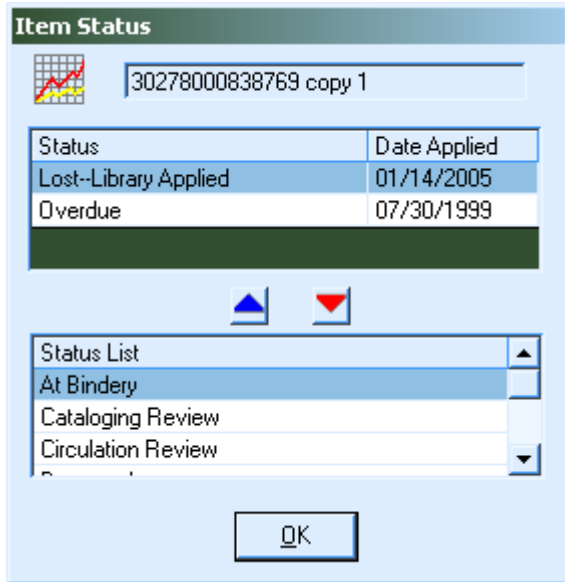 Item Status
30278000838769 copy 1
Status Date Applied
Lost--Library Applied 01/14/2005
Overdue 07/30/1999
Status List
At Bindery
Cataloging Review
Circulation Review
OK